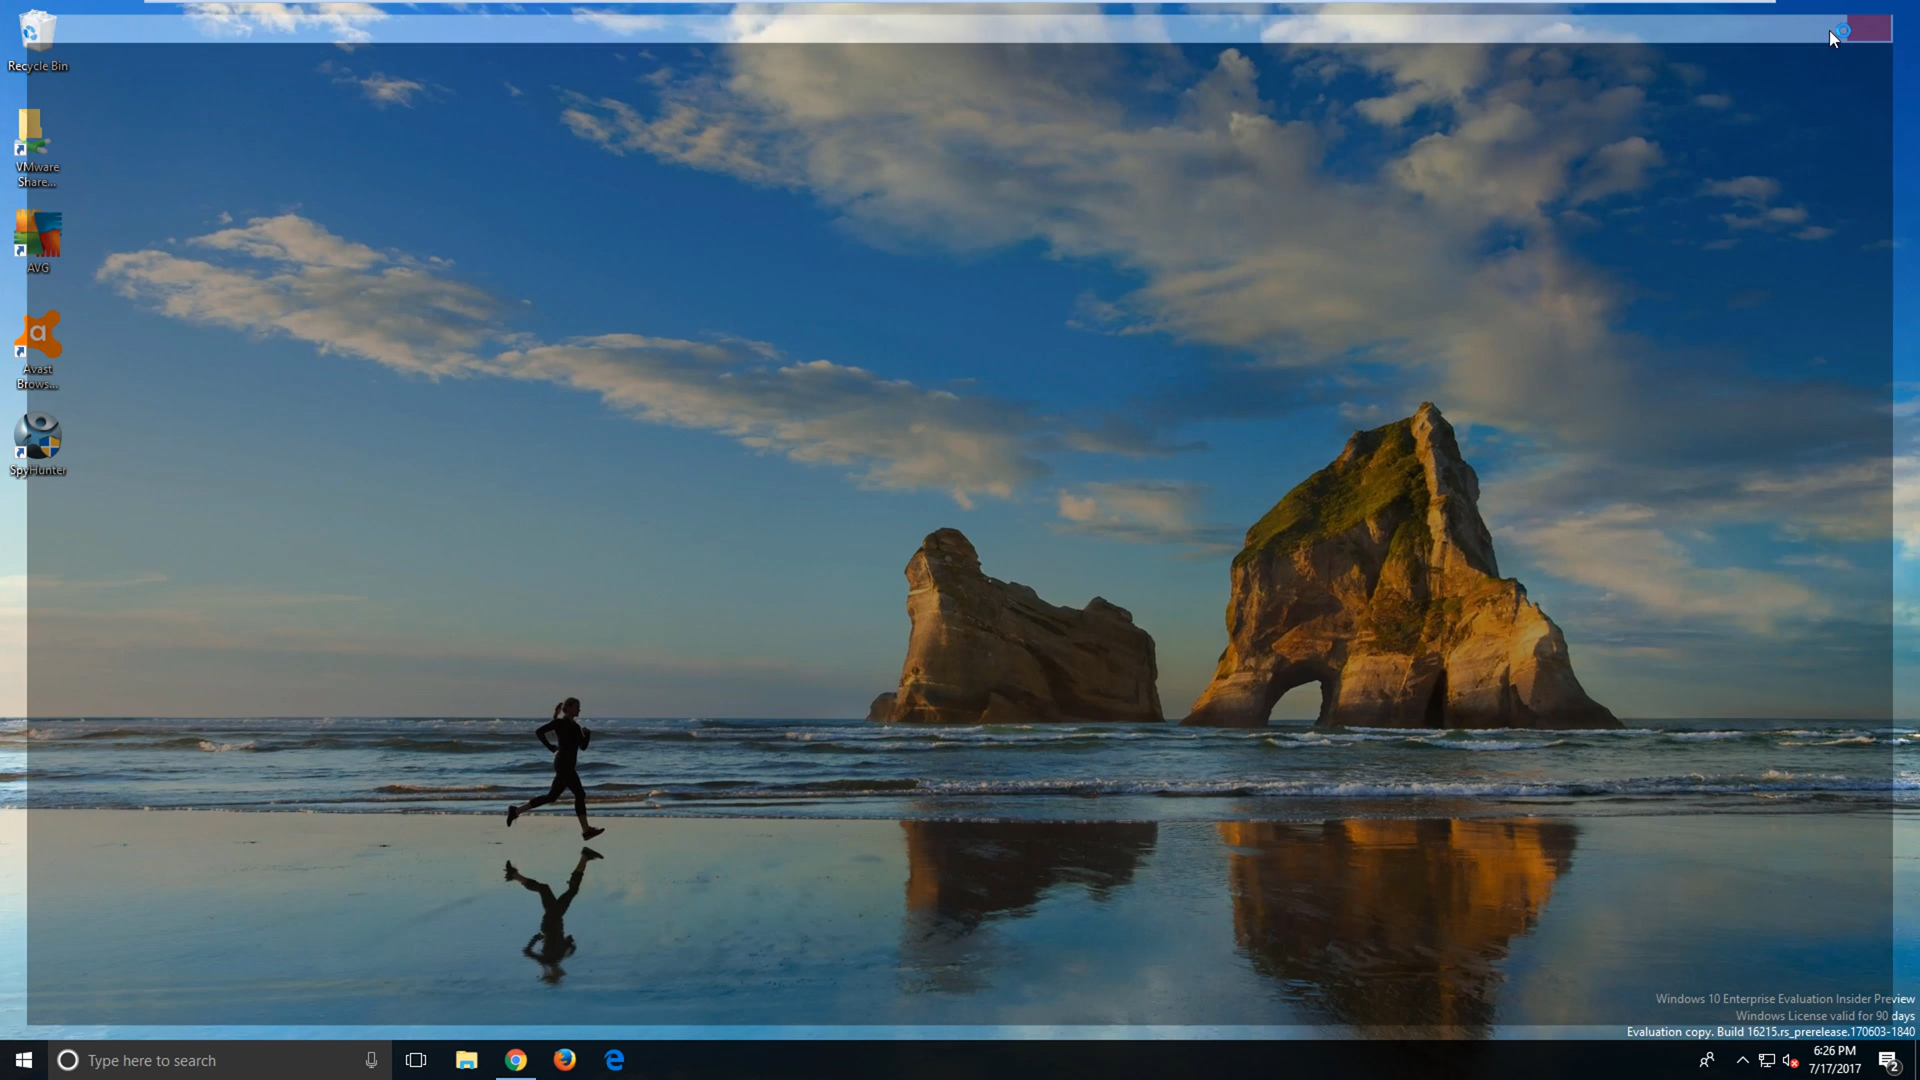 Recycle Bin
VMware
Share...
AVG
a
Avast
Brows...
SpyHunter
Windows 10 Enterprise Evaluation Insider Preview
Windows License valid for 90 days
Evaluation copy. Build 16215.rs_prerelease.170603-1840
Type here to search
6:26 PM
7/17/2017
2